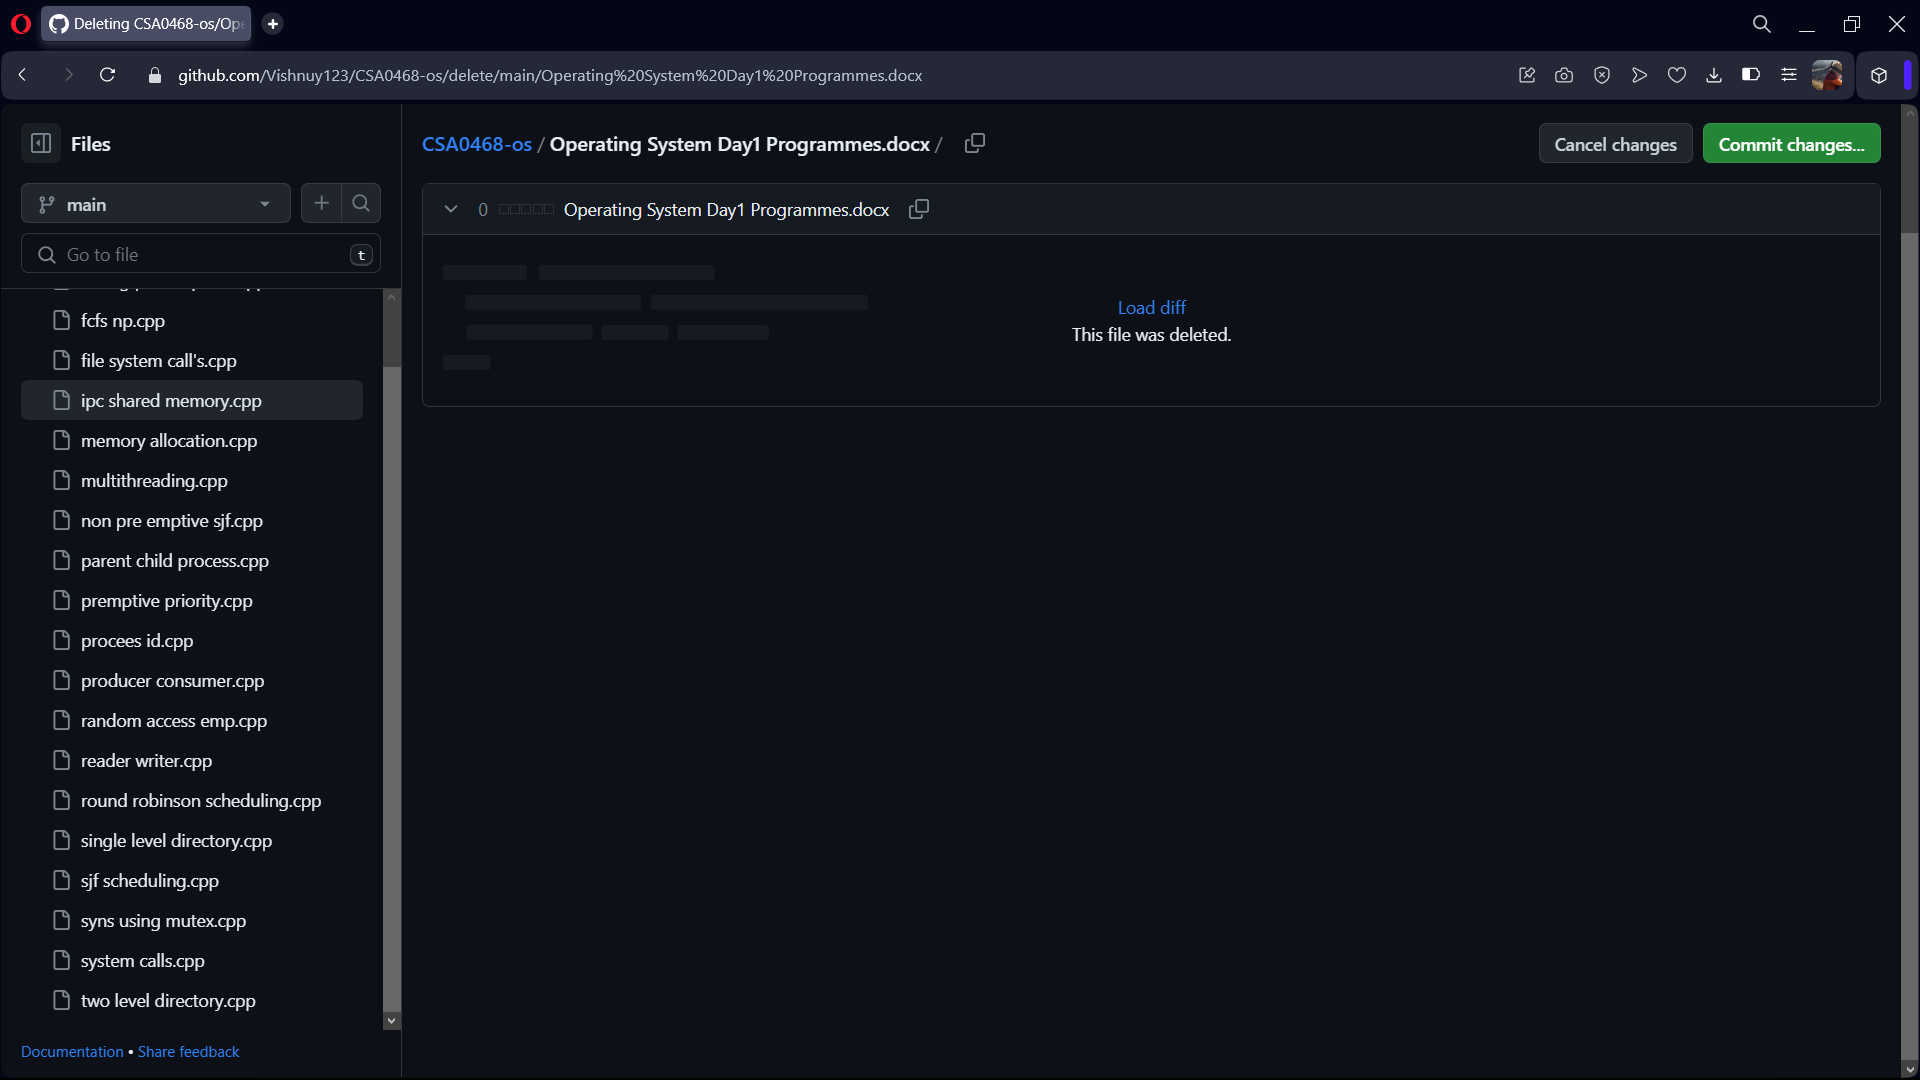 Deleting CSA0468-os/Ope
github.com/Vishnuy123/CSA0468-os/delete/main/Operating%20System%20Day1%20Programmes.docx
Files
CSA0468-os / Operating System Day1 Programmes.docx /
Cancel changes
Commit changes...
main
0 Operating System Day1 Programmes.docx
Go to file t
Load diff
This file was deleted.
fcfs np.cpp
file system call's.cpp
ipc shared memory.cpp
memory allocation.cpp
multithreading.cpp
non pre emptive sjf.cpp
parent child process.cpp
premptive priority.cpp
procees id.cpp
producer consumer.cpp
random access emp.cpp
reader writer.cpp
round robinson scheduling.cpp
single level directory.cpp
sjf scheduling.cpp
syns using mutex.cpp
system calls.cpp
two level directory.cpp
Documentation • Share feedback